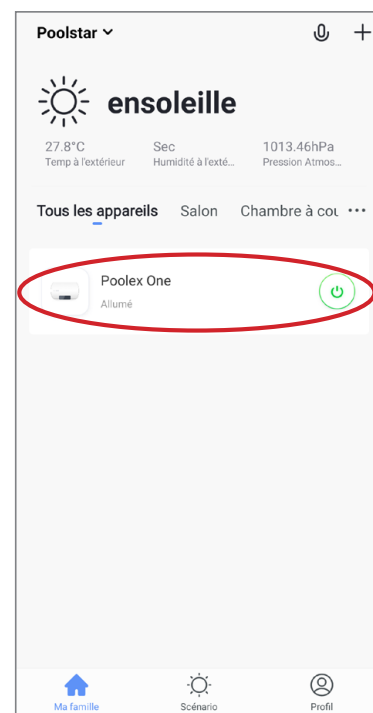 Poolstar
ensoleille
27.8°C Sec 1013.46hPa
Temp à l'extérieur Humidité à l'exté... Pression Atmos...
Tous les appareils Salon Chambre à cou ...
Poolex One
Allumé
Ma famille Scénario Profil